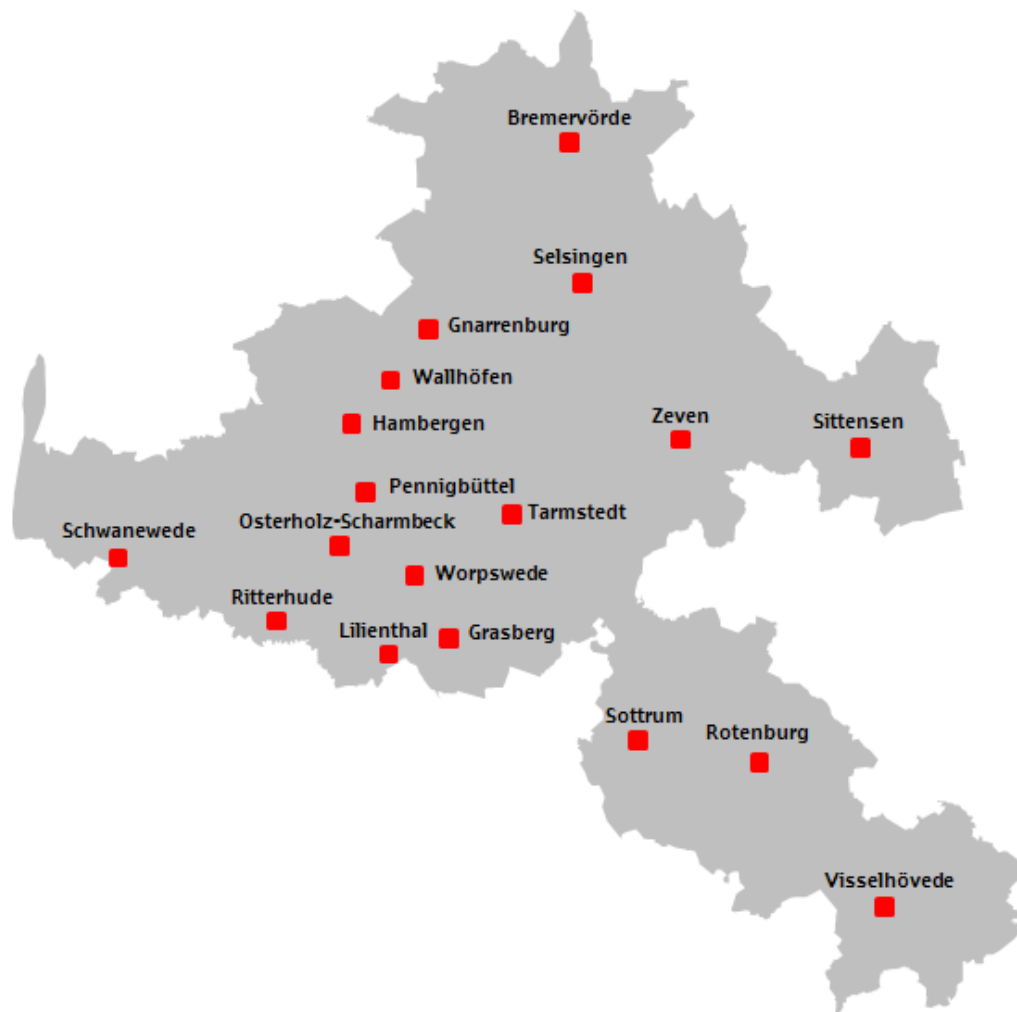 Bremervörde
Selsingen
Gnarrenburg
Wallhöfen
Hambergen
Zeven
Sittensen
Pennigbüttel
Tarmstedt
Osterholz-Scharmbeck
Schwanewede
Worpswede
Ritterhude
Lilienthal
Grasberg
Sottrum
Rotenburg
Visselhövede